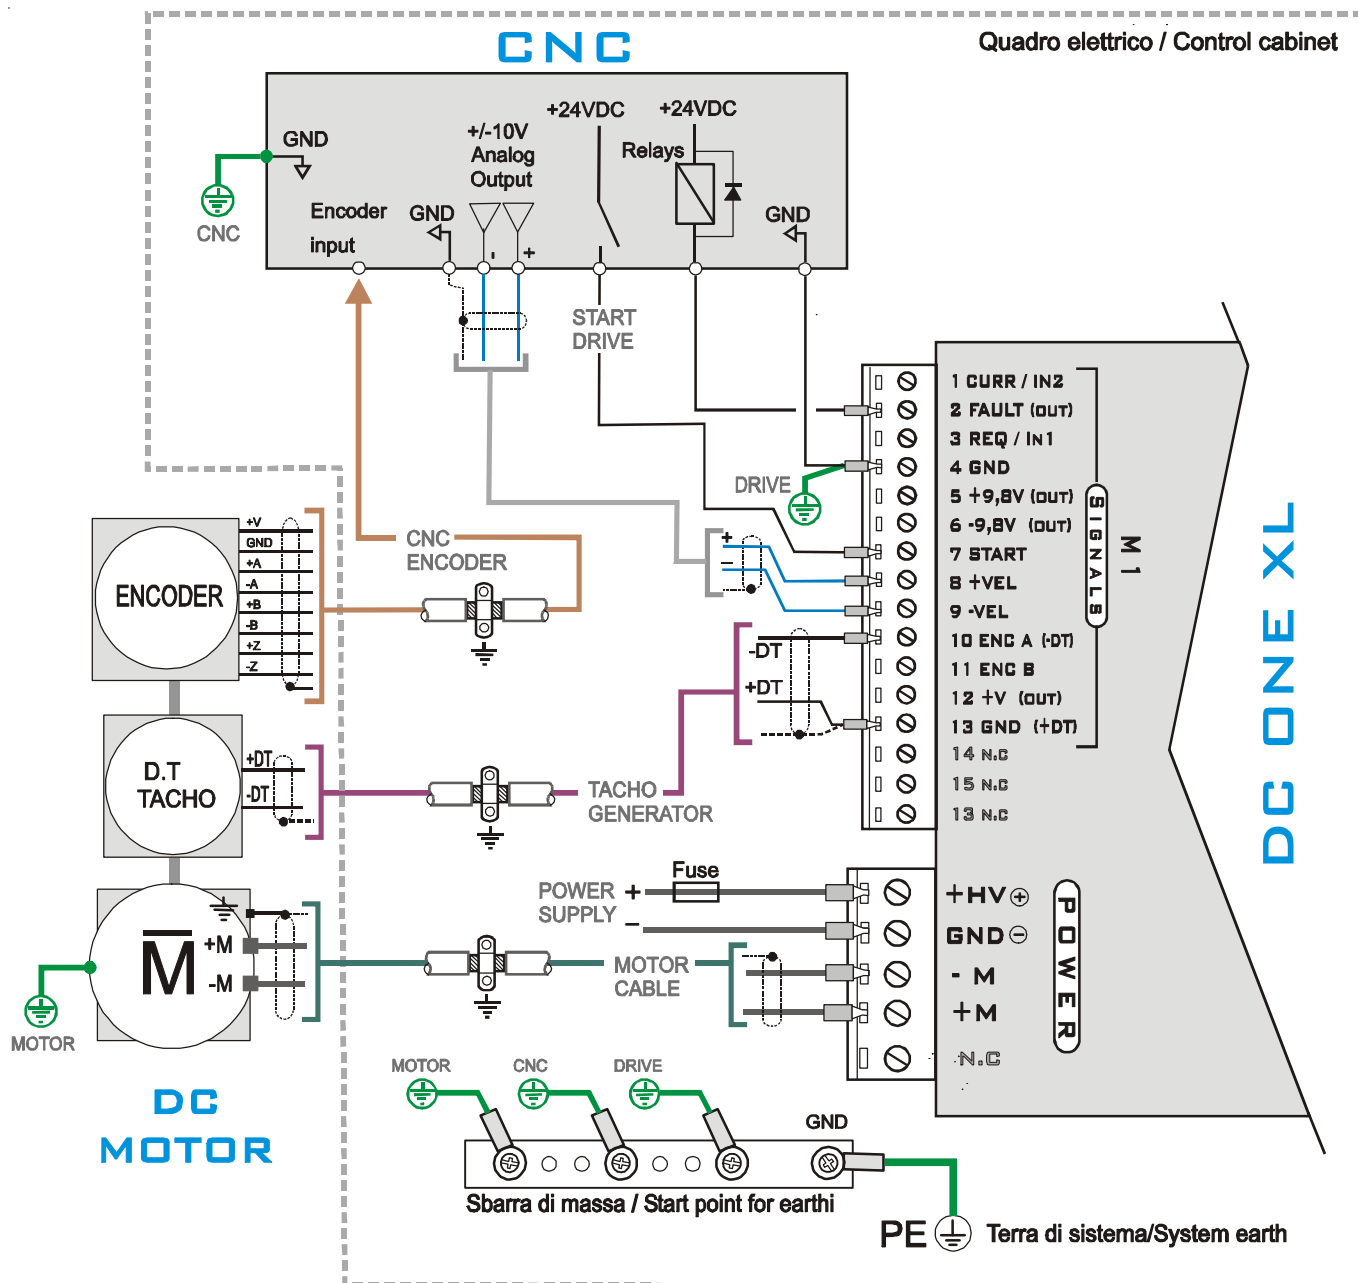 CNC
Quadro elettrico / Control cabinet
+24VDC
+24VDC
GND
+/-10V
Analog
Output
Relays
Encoder
input
GND
GND
-
+
CNC
START
DRIVE
1 CURR / IN2
2 FAULT (OUT)
3 REQ / IN1
4 GND
5 +9,8V (OUT)
6 -9,8V (OUT)
7 START
8 +VEL
9 -VEL
10 ENC A (-DT)
11 ENC B
12 +V (OUT)
13 GND (+DT)
14 N.C
15 N.C
13 N.C
SIGNALS
M 1
DC ONE XL
DRIVE
+
-
CNC
ENCODER
ENCODER
+V
GND
+A
-A
+B
-B
+Z
-Z
-DT
+DT
D.T
TACHO
+DT
-DT
TACHO
GENERATOR
POWER
SUPPLY
+
-
Fuse
+HV +
GND -
- M
+M
N.C
POWER
M
+M
-M
MOTOR
CABLE
MOTOR
DC
MOTOR
MOTOR
CNC
DRIVE
GND
Sbarra di massa / Start point for earthi
PE
Terra di sistema/System earth